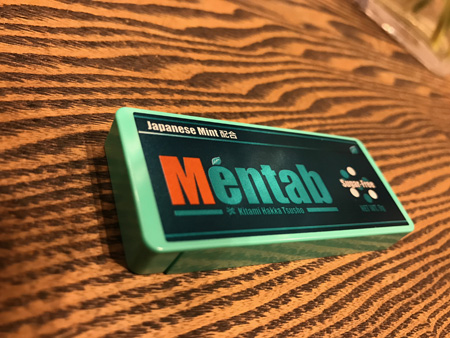 Japanese Mint 配合
Mentab
Kitami Hakka Tsusho
Sugar Free